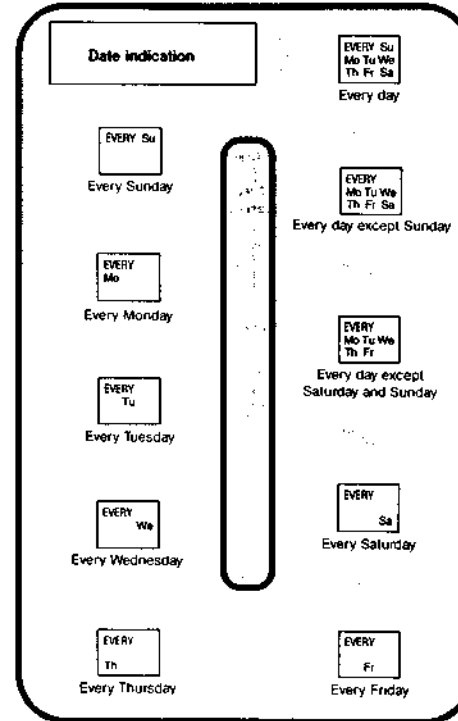 Date indication
EVERY Su
Mo Tu We
Th Fr Sa
Every day
EVERY Su
Every Sunday
EVERY
Mo Tu We
Th Fr Sa
Every day except Sunday
EVERY
Mo
Every Monday
EVERY
Mo Tu We
Th Fr
Every day except
Saturday and Sunday
EVERY
Tu
Every Tuesday
EVERY
Sa
Every Saturday
EVERY
We
Every Wednesday
EVERY
Th
Every Thursday
EVERY
Fr
Every Friday